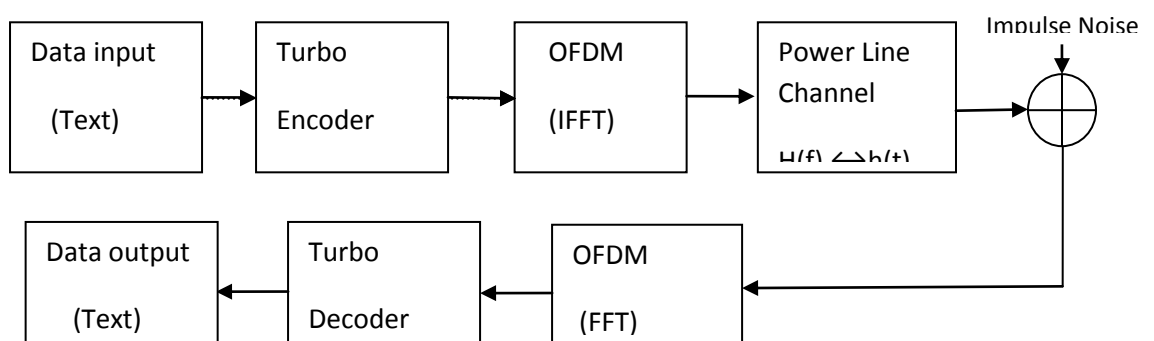 Impulse Noise
Data input
(Text)
Turbo
Encoder
OFDM
(IFFT)
Power Line
Channel
H(f) ↔h(t)
Data output
(Text)
Turbo
Decoder
OFDM
(FFT)